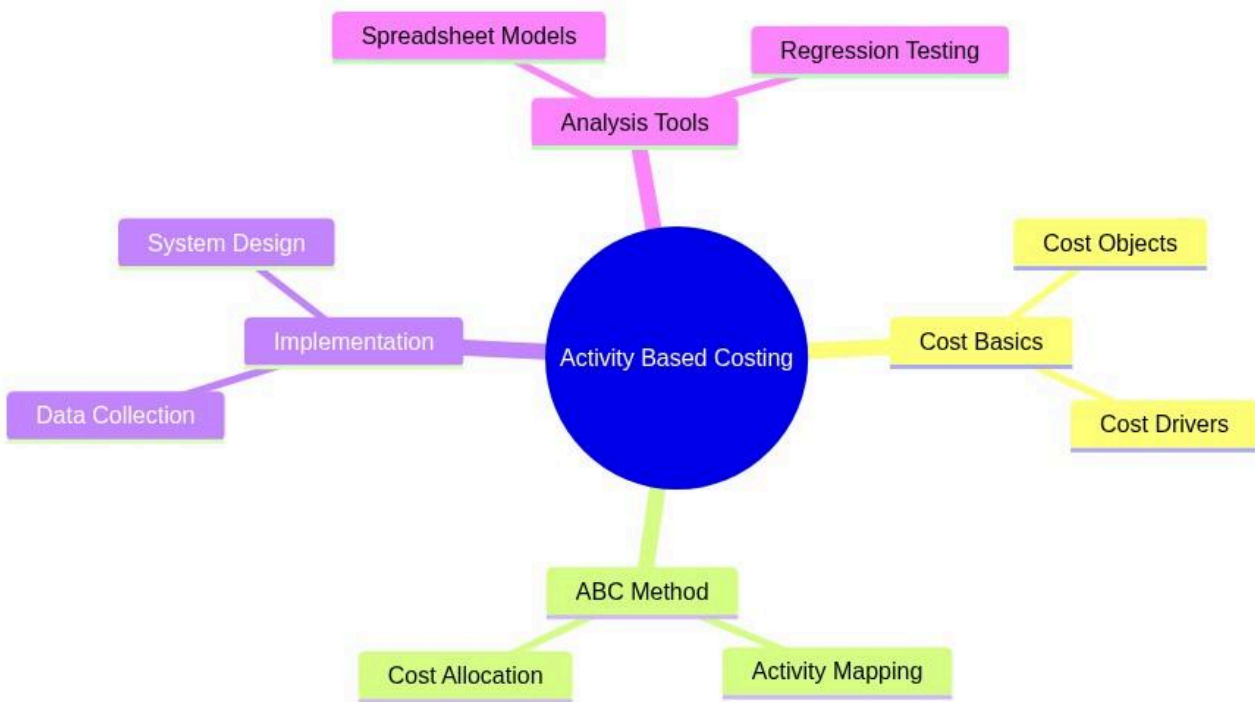 Spreadsheet Models
Regression Testing
Analysis Tools
System Design
Cost Objects
Implementation
Activity Based Costing
Cost Basics
Data Collection
Cost Drivers
ABC Method
Cost Allocation
Activity Mapping